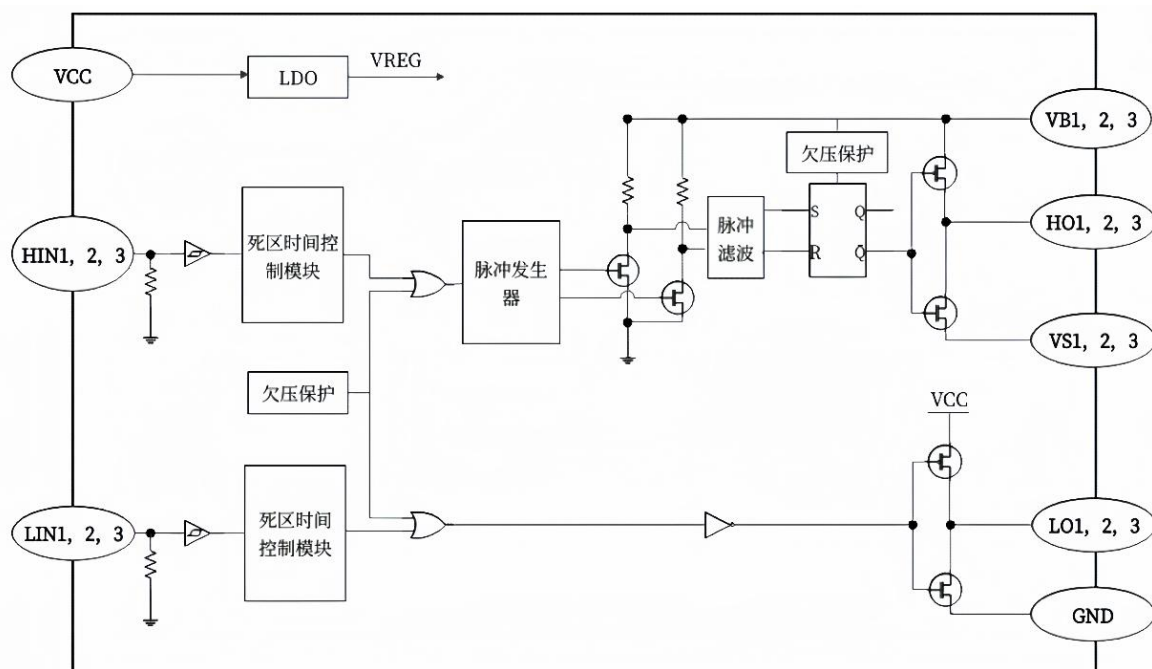 VCC
LDO
VREG
VB1, 2, 3
欠压保护
HIN1, 2, 3
死区时间控
制模块
脉冲发生
器
脉冲
滤波
S
Q
R
Q̅
HO1, 2, 3
VS1, 2, 3
欠压保护
VCC
LIN1, 2, 3
死区时间
控制模块
LO1, 2, 3
GND